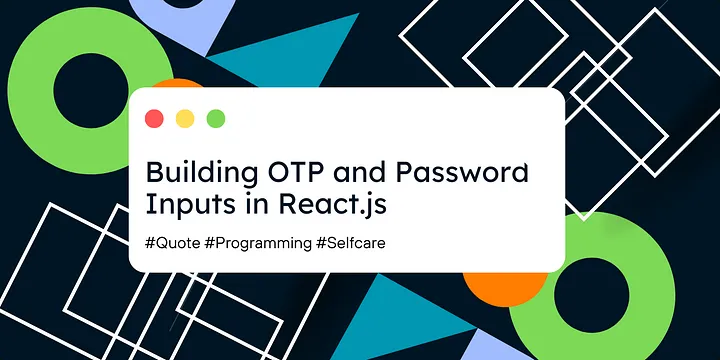 Building OTP and Password
Inputs in React.js
#Quote #Programming #Selfcare